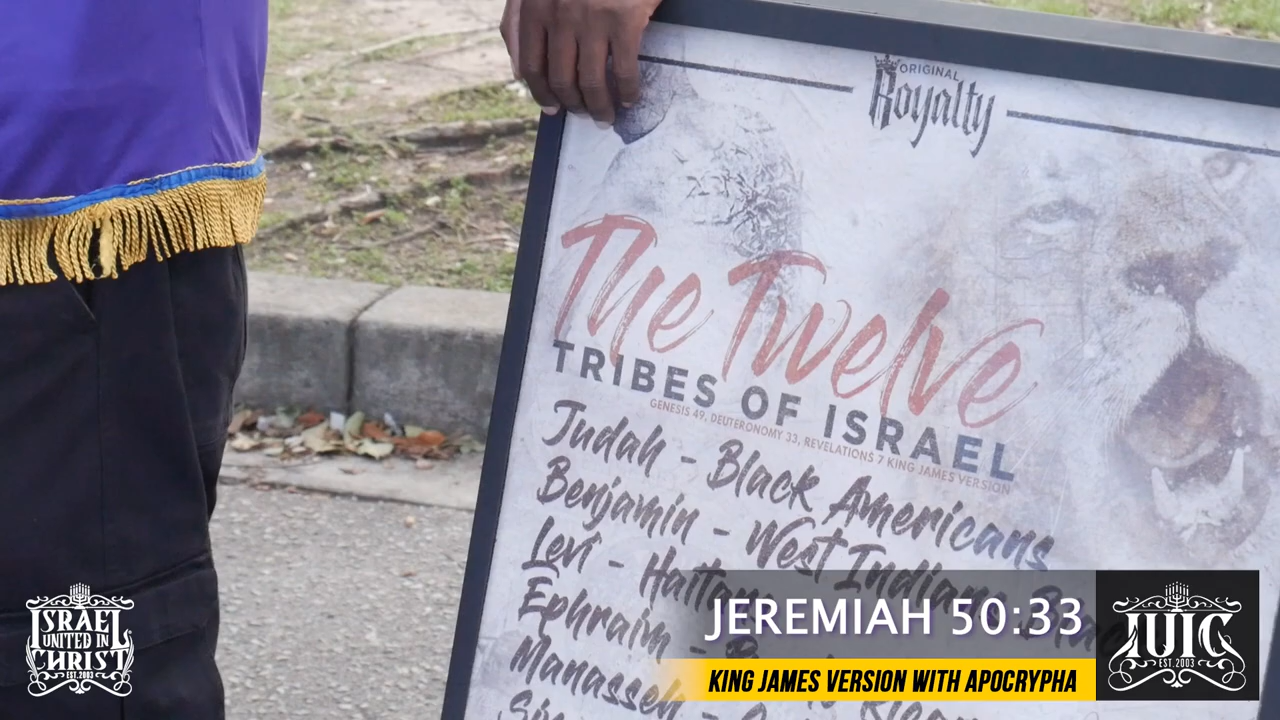 ORIGINAL
Royalty
The Twelve
TRIBES OF ISRAEL
GENESIS 49, DEUTERONOMY 33, REVELATIONS 7 KING JAMES VERSION
Judah - Black Americans
Benjamin - West Indian
Levi - Haitians
Ephraim -
Manasseh -
JEREMIAH 50:33
KING JAMES VERSION WITH APOCRYPHA
ISRAEL
UNITED IN
CHRIST
EST.2003
IUIC
EST.2003